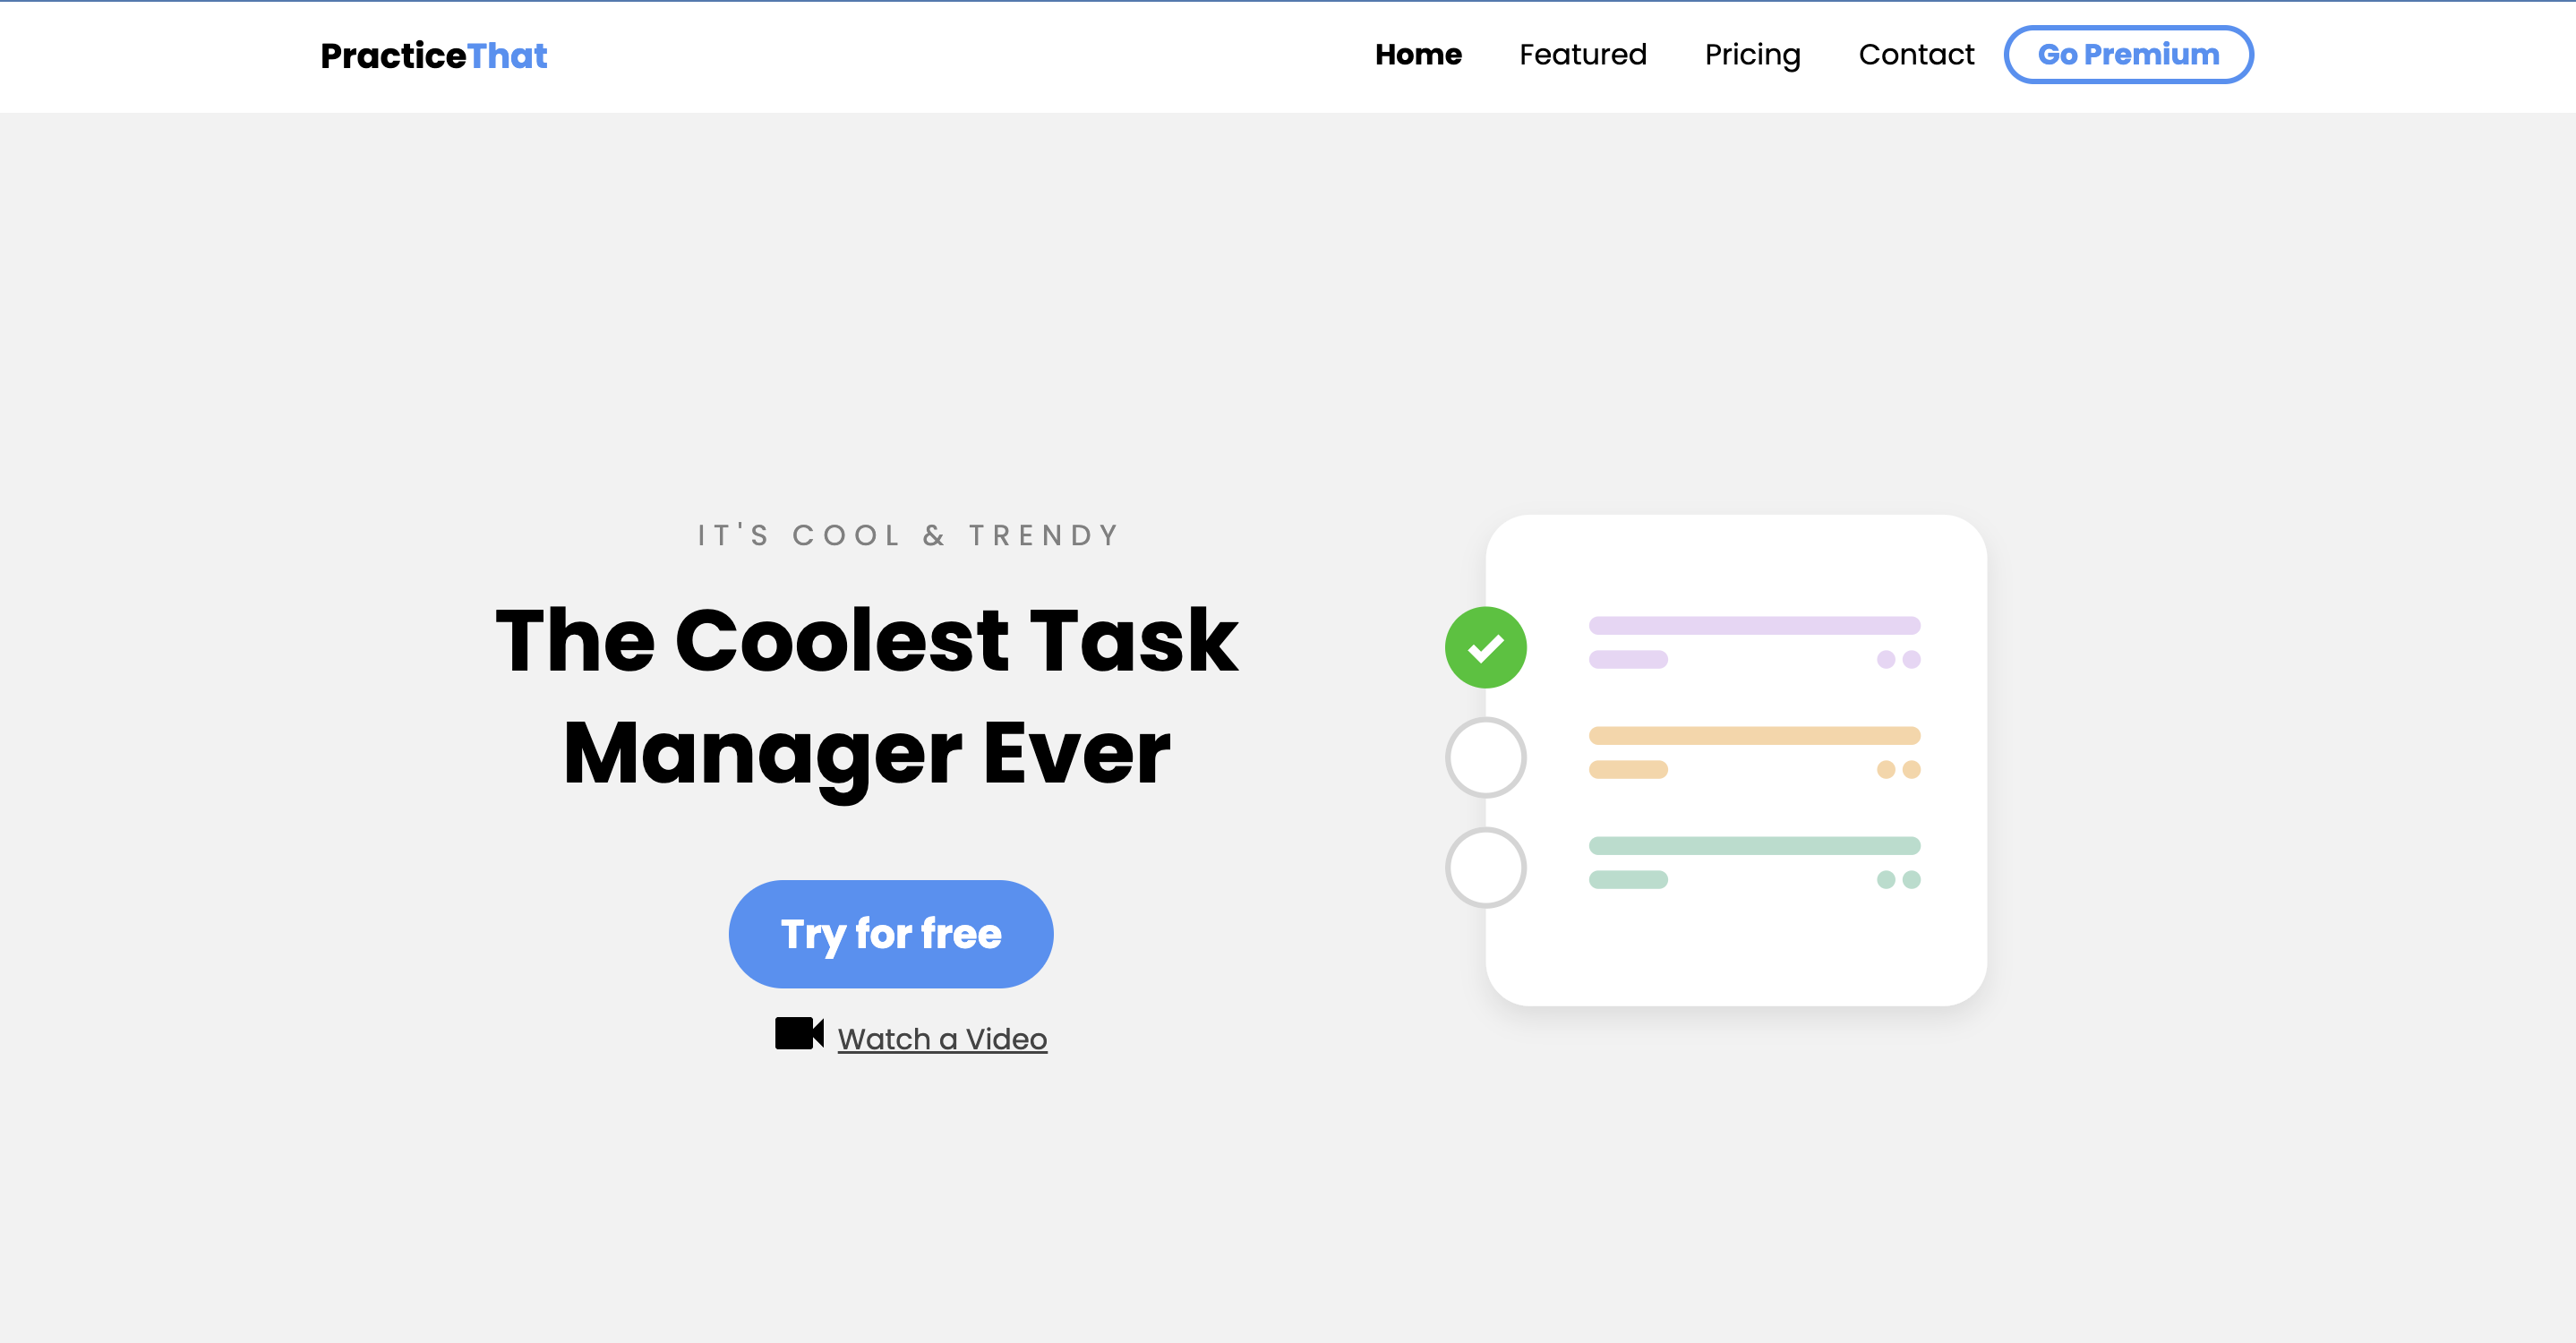 PracticeThat
Home Featured Pricing Contact Go Premium
IT'S COOL & TRENDY
The Coolest Task
Manager Ever
Try for free
Watch a Video